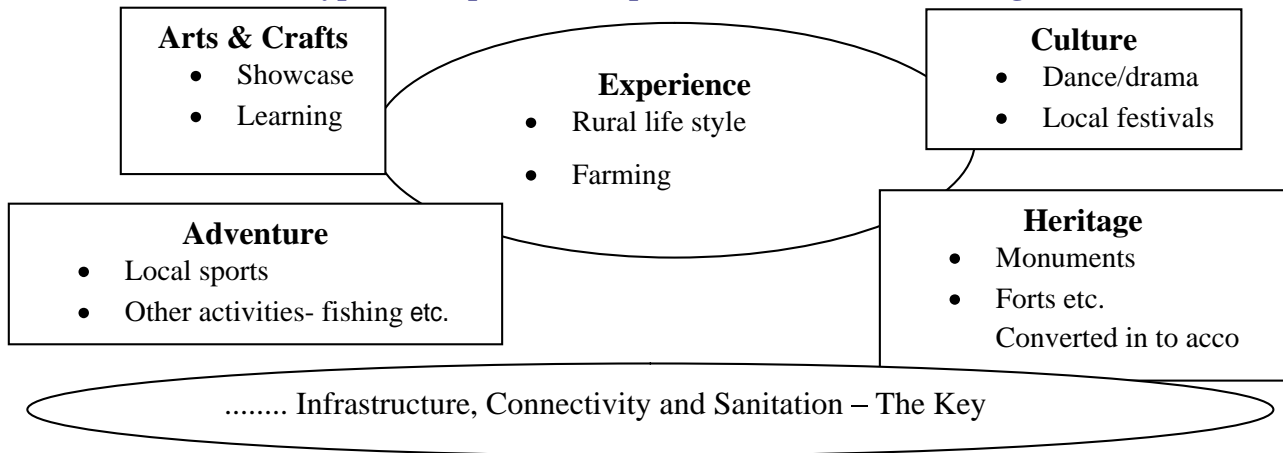 Arts & Crafts
• Showcase
• Learning
Experience
• Rural life style
• Farming
Culture
• Dance/drama
• Local festivals
Adventure
• Local sports
• Other activities- fishing etc.
Heritage
• Monuments
• Forts etc.
Converted in to acco
........ Infrastructure, Connectivity and Sanitation – The Key